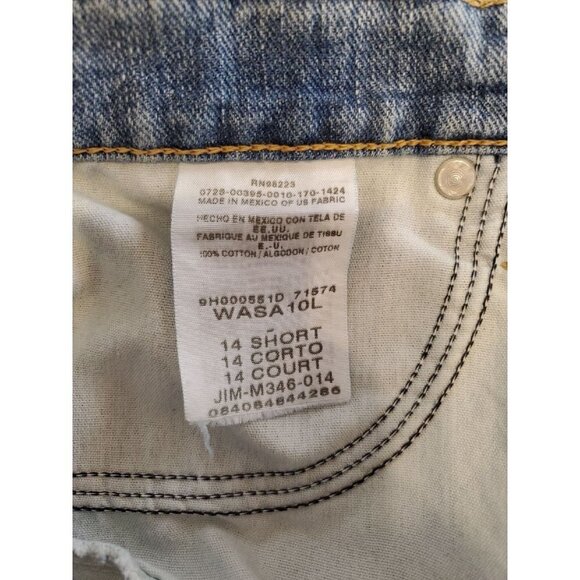 RN98223
0728-00395-0010-170-1424
MADE IN MEXICO OF US FABRIC
HECHO EN MEXICO CON TELA DE
EE.UU.
FABRIQUE AU MEXIQUE DE TISSU
E.-U.
100% COTTON / ALGODON / COTON
9H000551D 71574
WASA10L
14 SHORT
14 CORTO
14 COURT
JIM-M346-014
084064844286